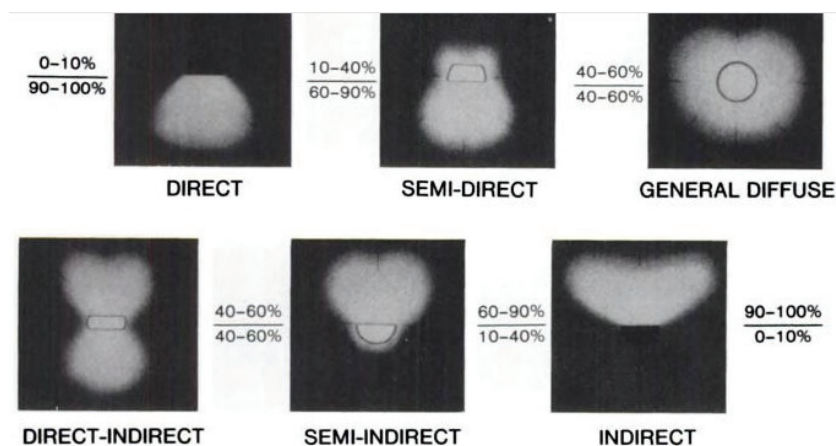 0–10%
90–100%
10–40%
60–90%
40–60%
40–60%
DIRECT
SEMI-DIRECT
GENERAL DIFFUSE
40–60%
40–60%
60–90%
10–40%
90–100%
0–10%
DIRECT-INDIRECT
SEMI-INDIRECT
INDIRECT